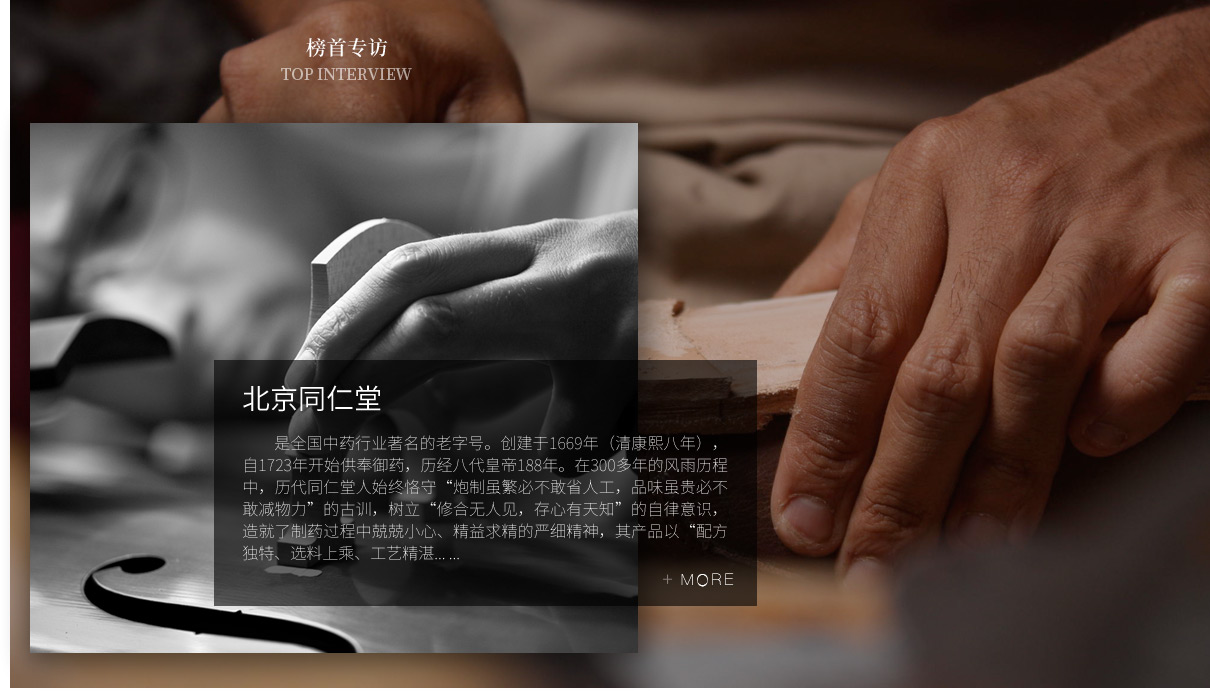 榜首专访
TOP INTERVIEW
北京同仁堂
是全国中药行业著名的老字号。创建于1669年（清康熙八年），
自1723年开始供奉御药，历经八代皇帝188年。在300多年的风雨历程
中，历代同仁堂人始终恪守“炮制虽繁必不敢省人工，品味虽贵必不
敢减物力”的古训，树立“修合无人见，存心有天知”的自律意识，
造就了制药过程中兢兢小心、精益求精的严细精神，其产品以“配方
独特、选料上乘、工艺精湛... ...
+ MORE